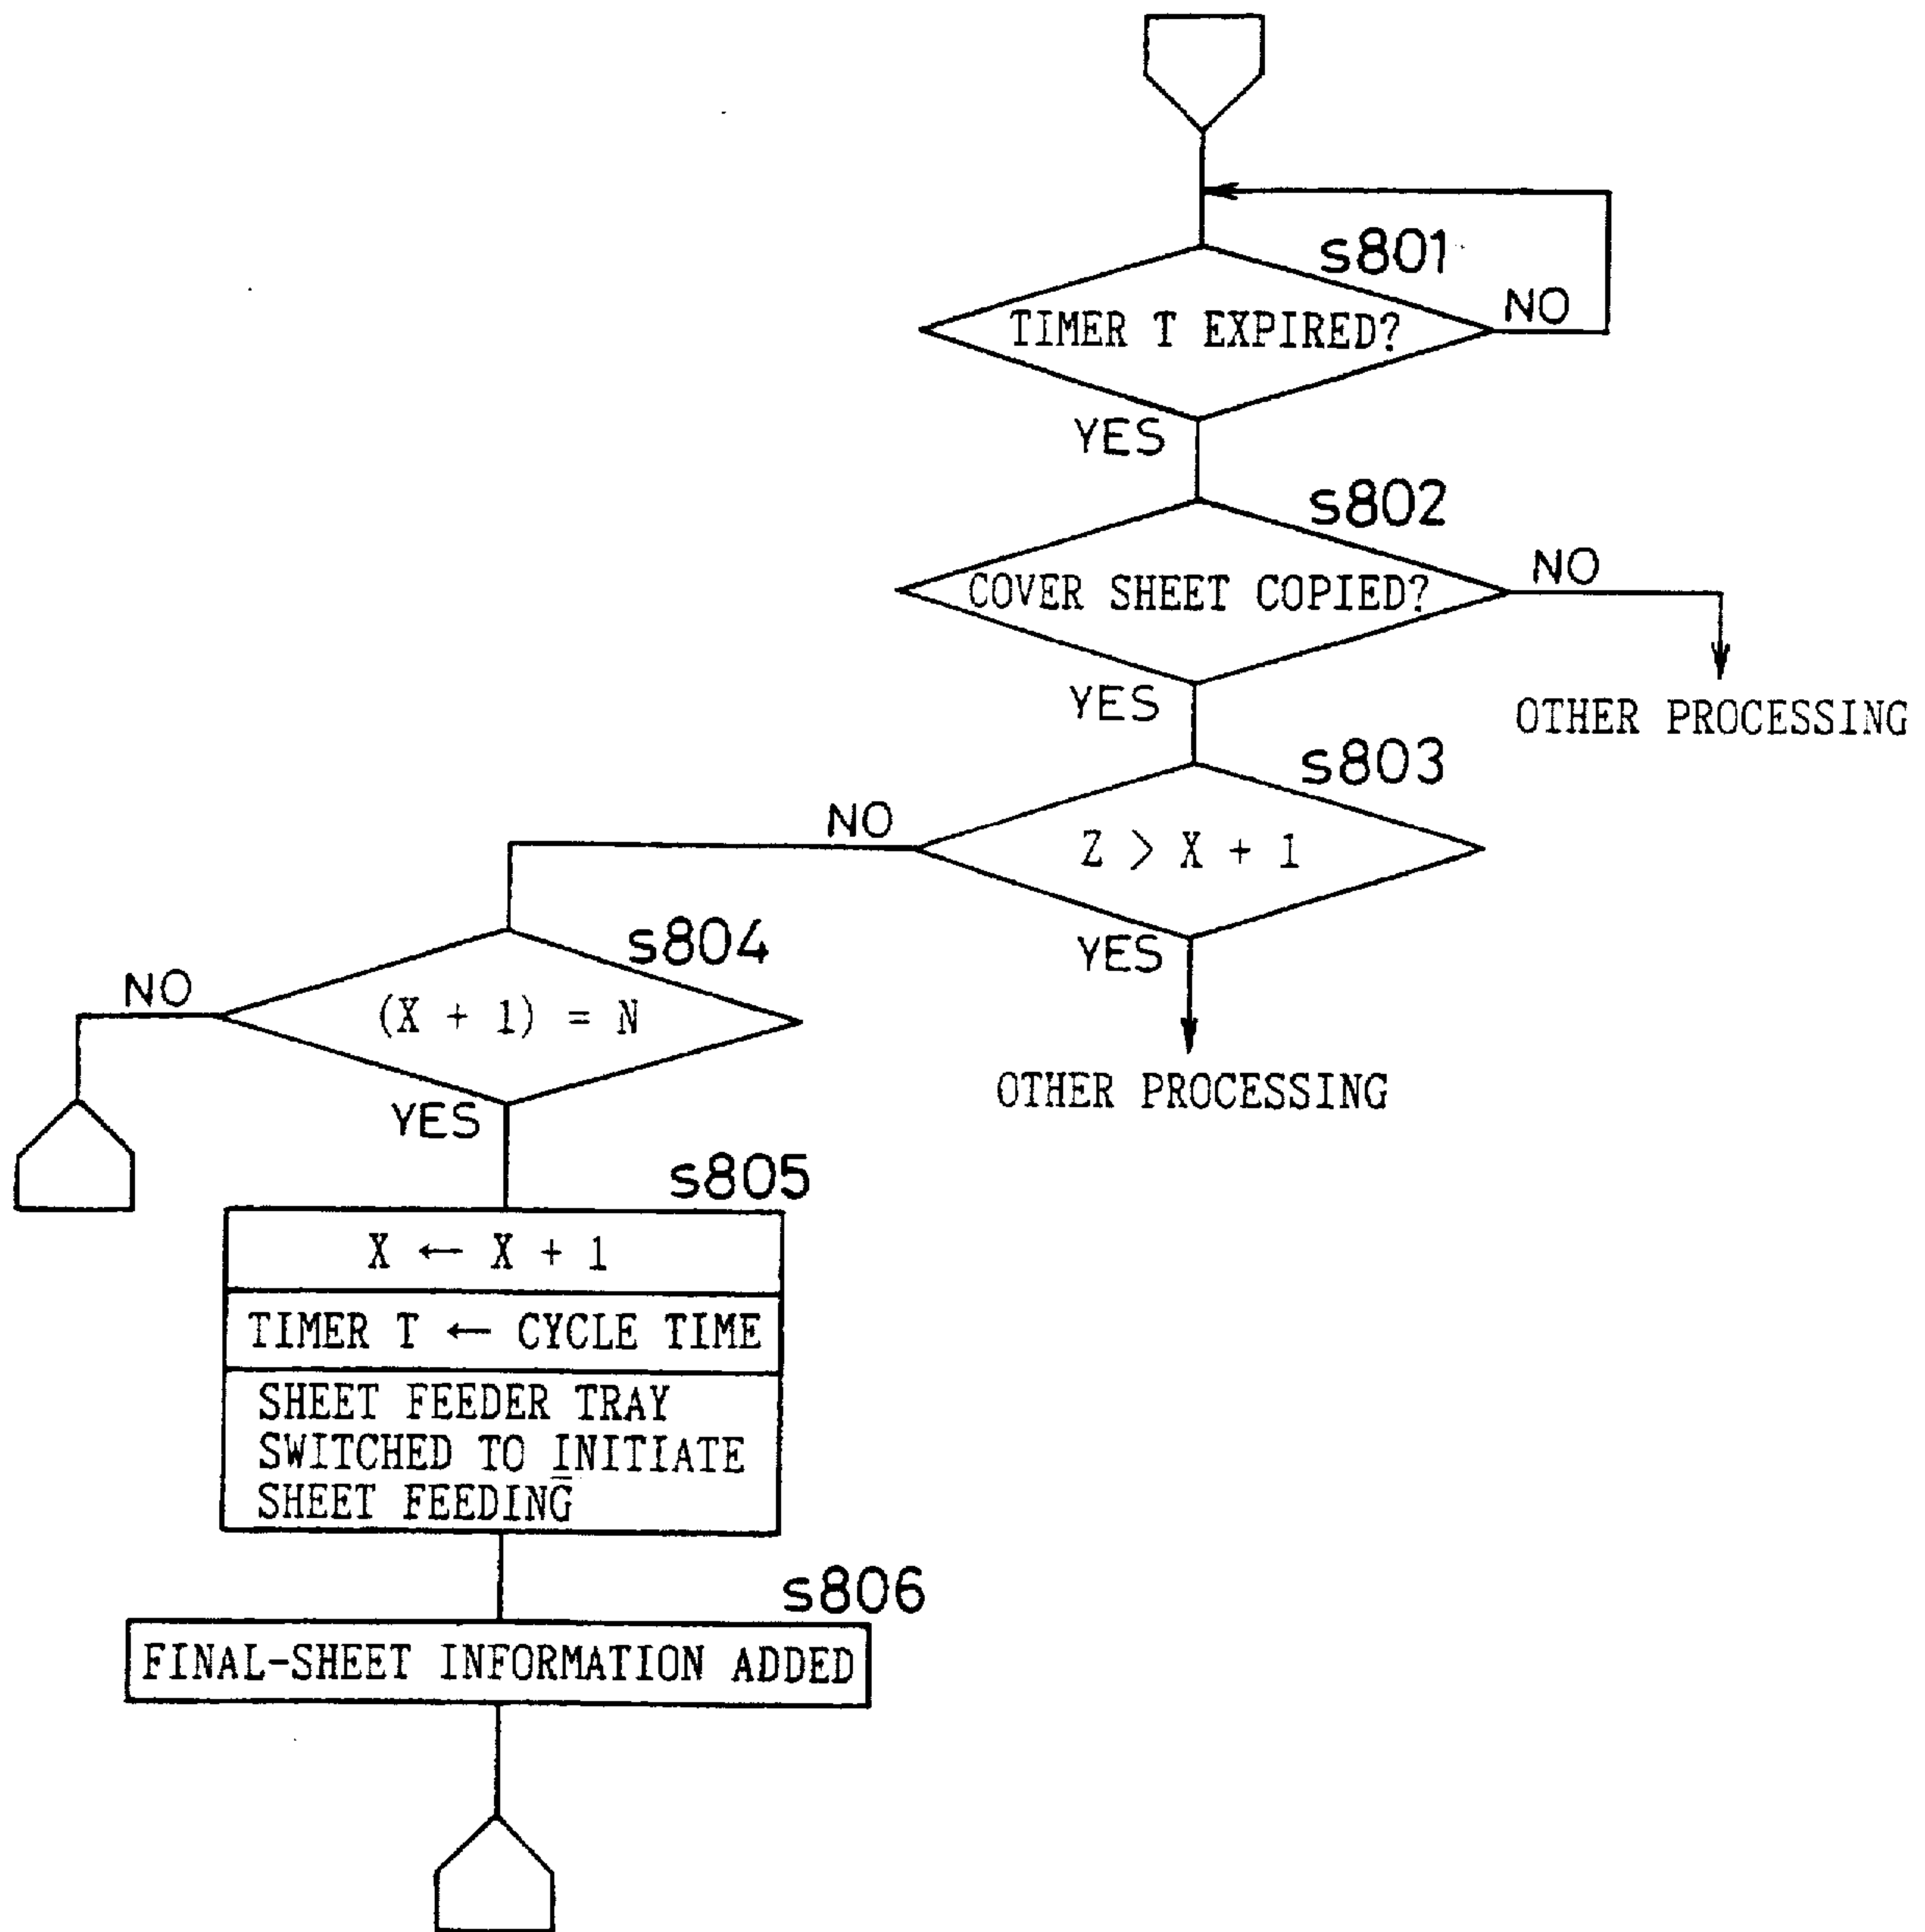 s801
TIMER T EXPIRED?
NO
YES
s802
COVER SHEET COPIED?
NO
YES
OTHER PROCESSING
s803
Z > X + 1
NO
YES
OTHER PROCESSING
s804
(X + 1) = N
NO
YES
s805
X ← X + 1
TIMER T ← CYCLE TIME
SHEET FEEDER TRAY
SWITCHED TO INITIATE
SHEET FEEDING
s806
FINAL-SHEET INFORMATION ADDED